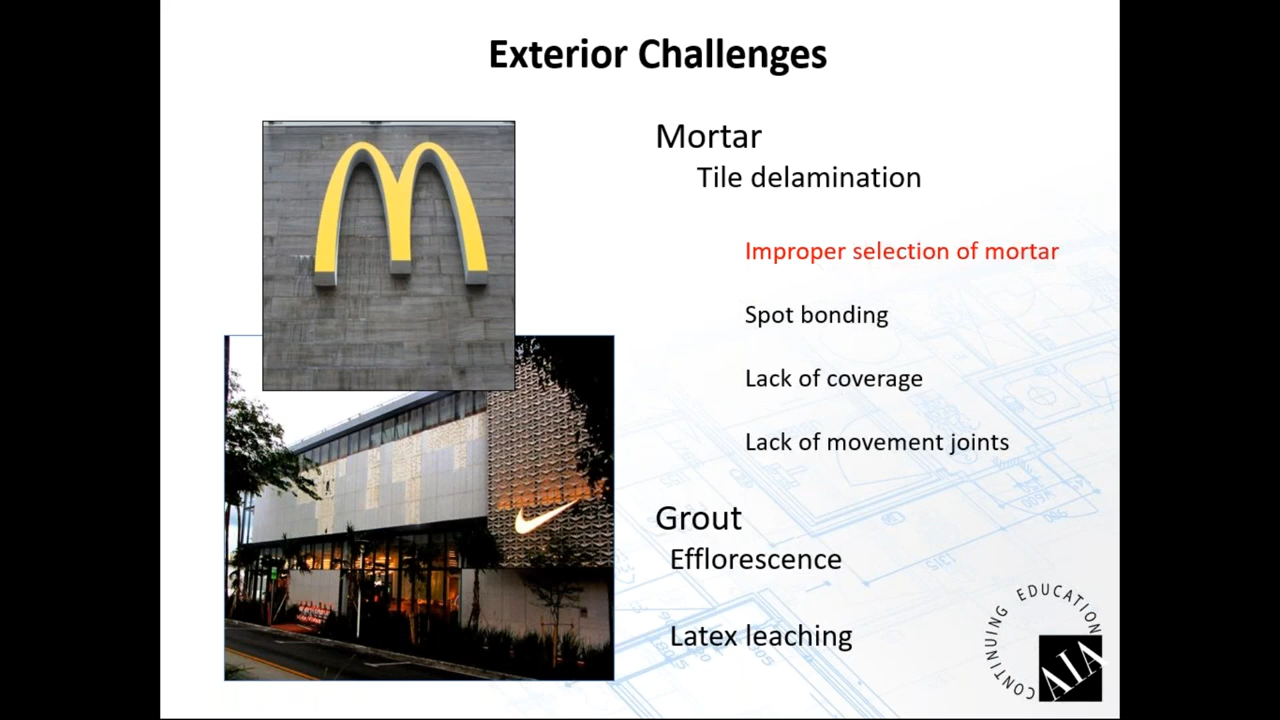 Exterior Challenges
Mortar
Tile delamination
Improper selection of mortar
Spot bonding
Lack of coverage
Lack of movement joints
Grout
Efflorescence
Latex leaching
CONTINUING EDUCATION
AIA